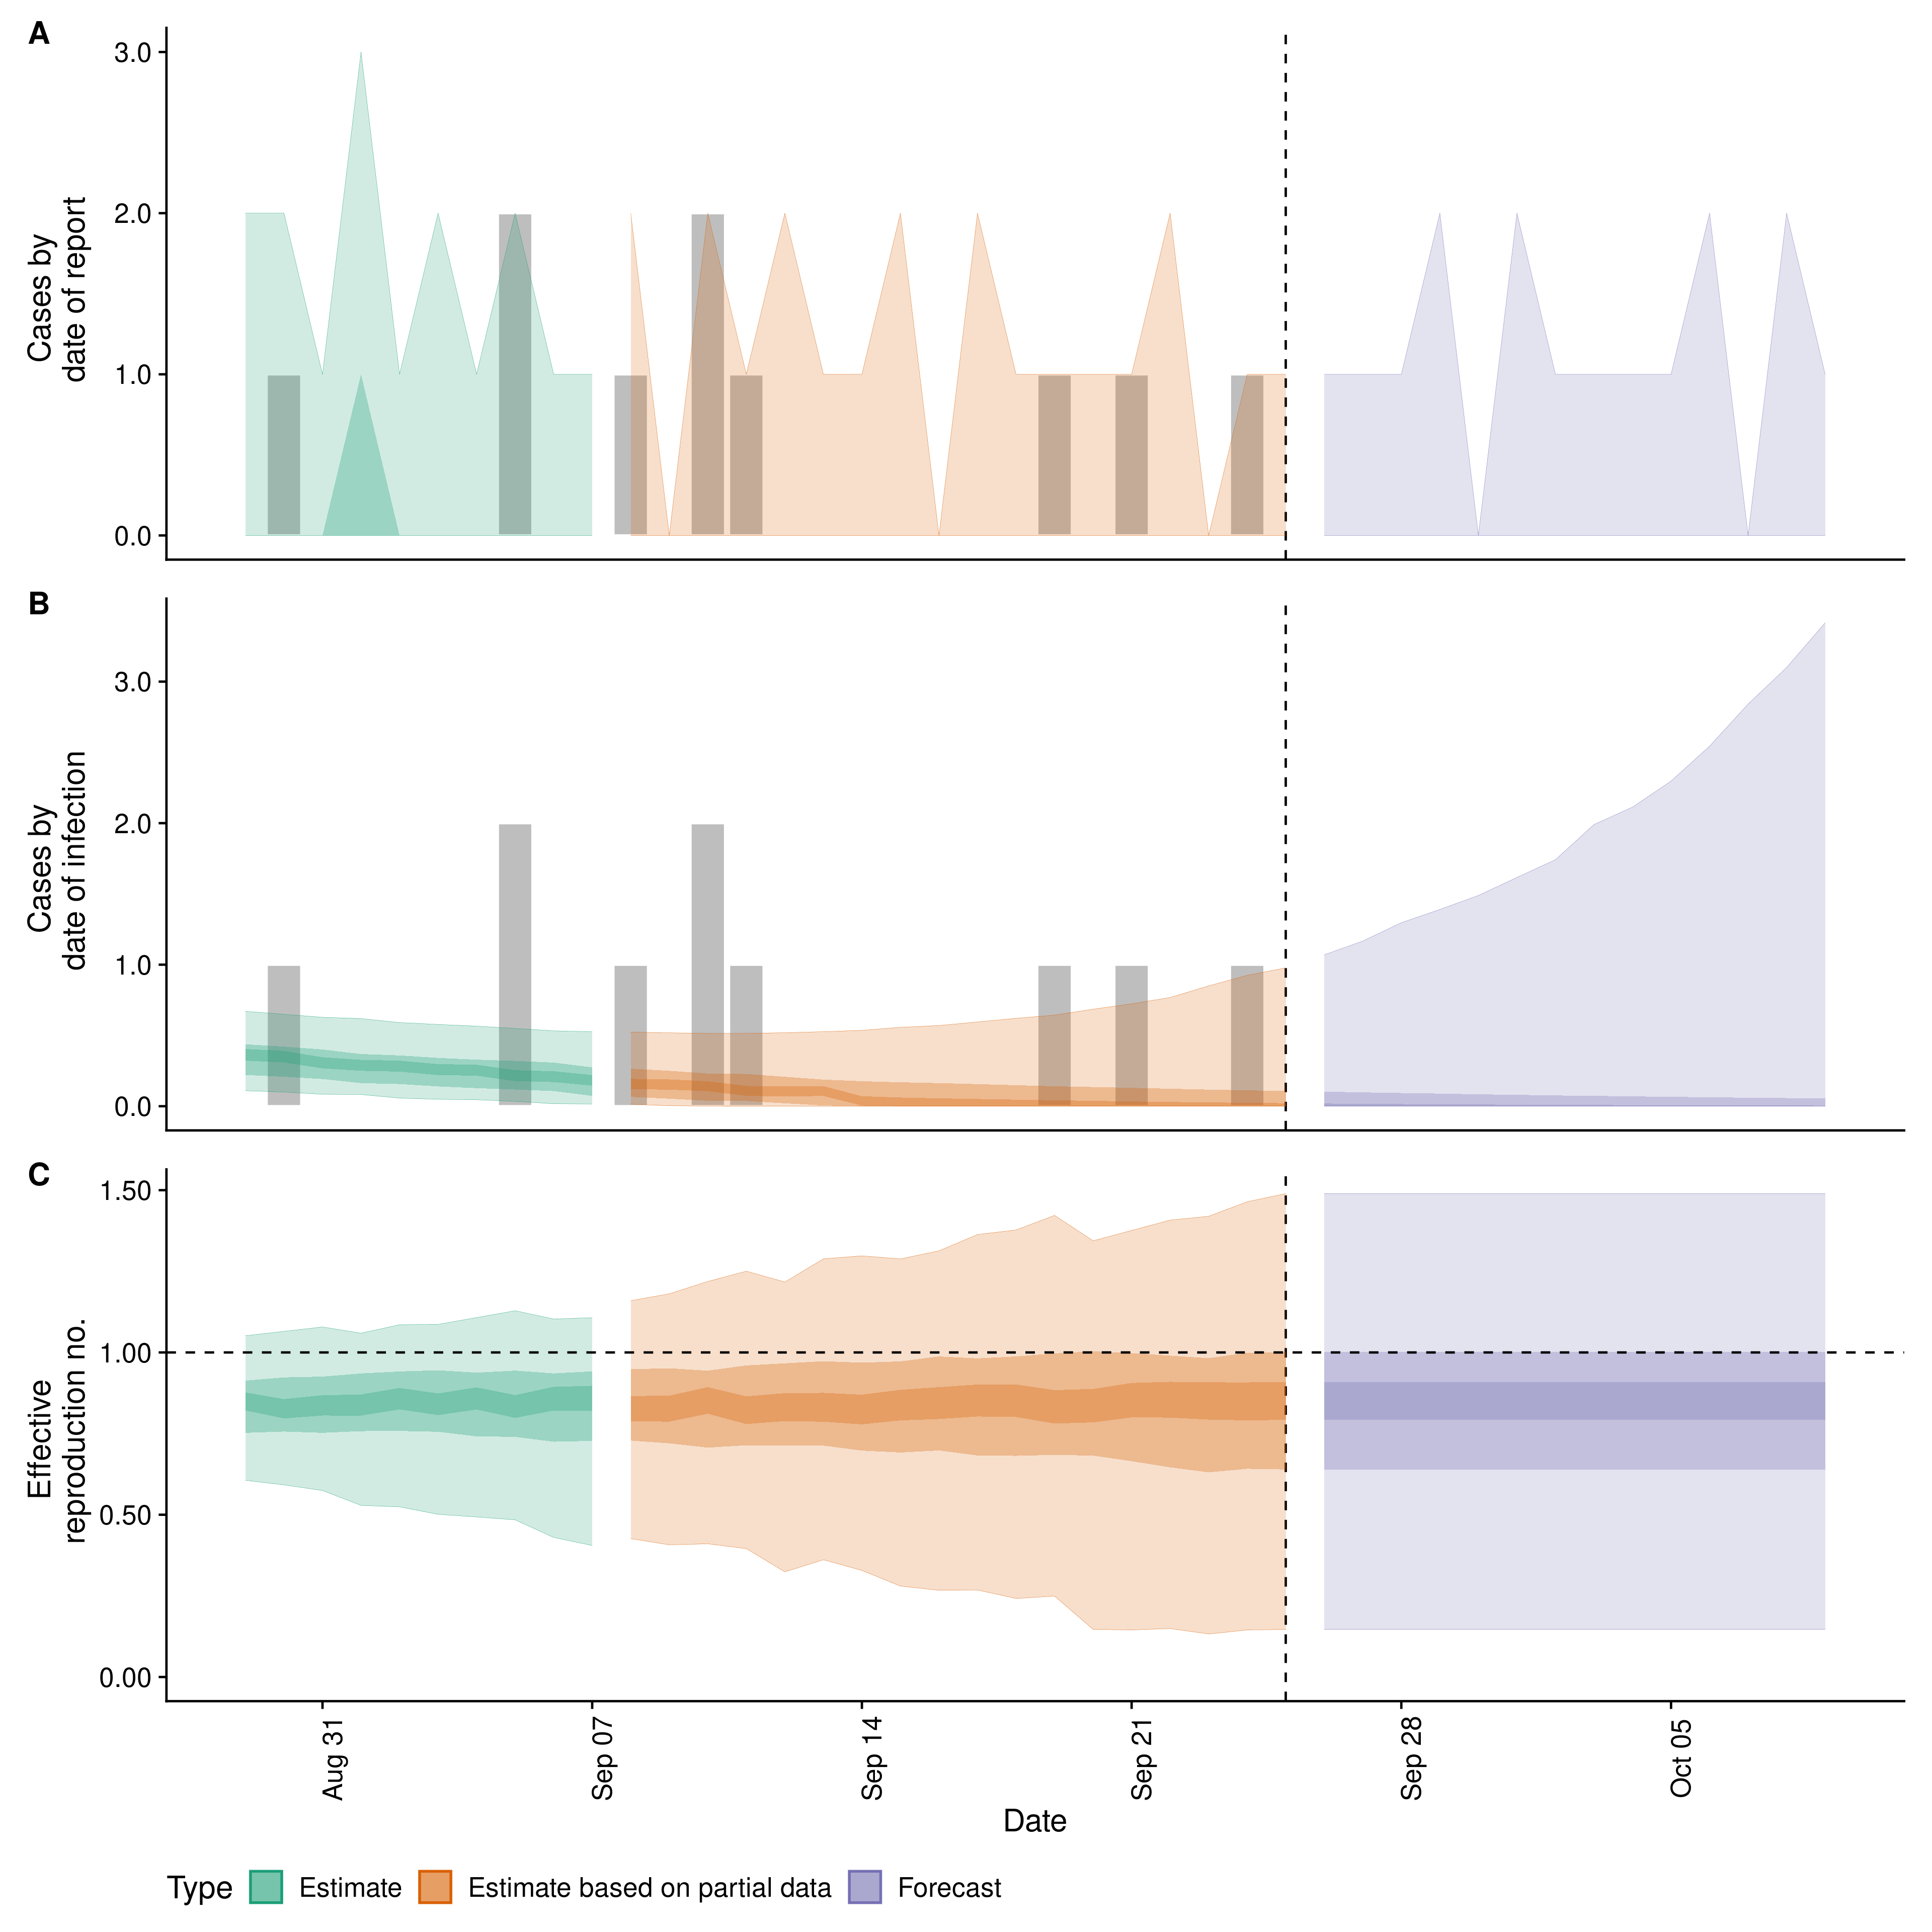 A
Cases by
date of report
3.0
2.0
1.0
0.0
B
Cases by
date of infection
3.0
2.0
1.0
0.0
C
Effective
reproduction no.
1.50
1.00
0.50
0.00
Aug 31
Sep 07
Sep 14
Sep 21
Sep 28
Oct 05
Date
Type Estimate Estimate based on partial data Forecast